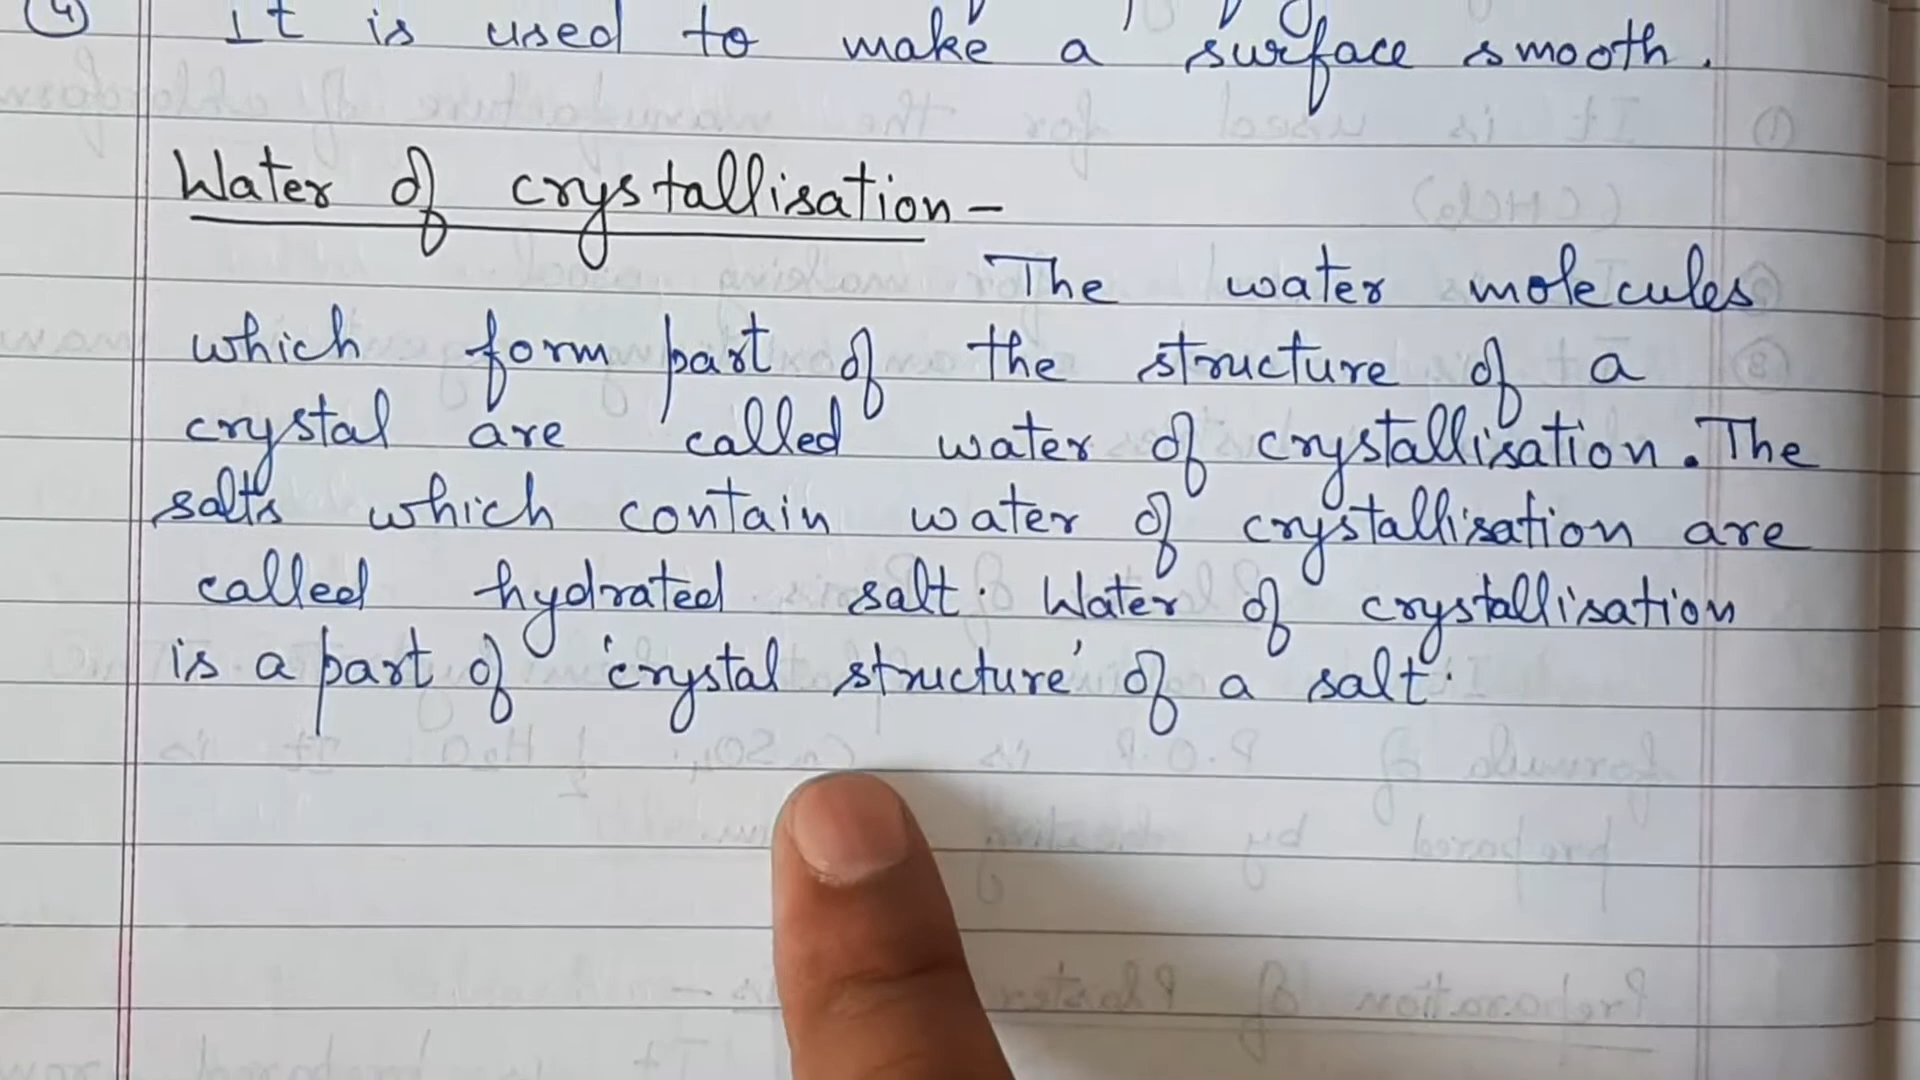 4 It is used to make a surface smooth.
Water of crystallisation -
The water molecules
which form part of the structure of a
crystal are called water of crystallisation. The
salts which contain water of crystallisation are
called hydrated salt. Water of crystallisation
is a part of 'crystal structure' of a salt.